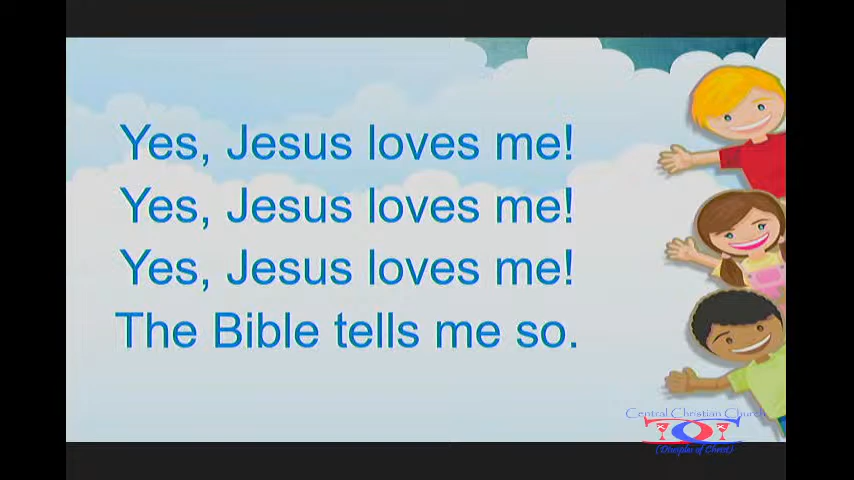 Yes, Jesus loves me!
Yes, Jesus loves me!
Yes, Jesus loves me!
The Bible tells me so.
Central Christian Church
(Disciples of Christ)